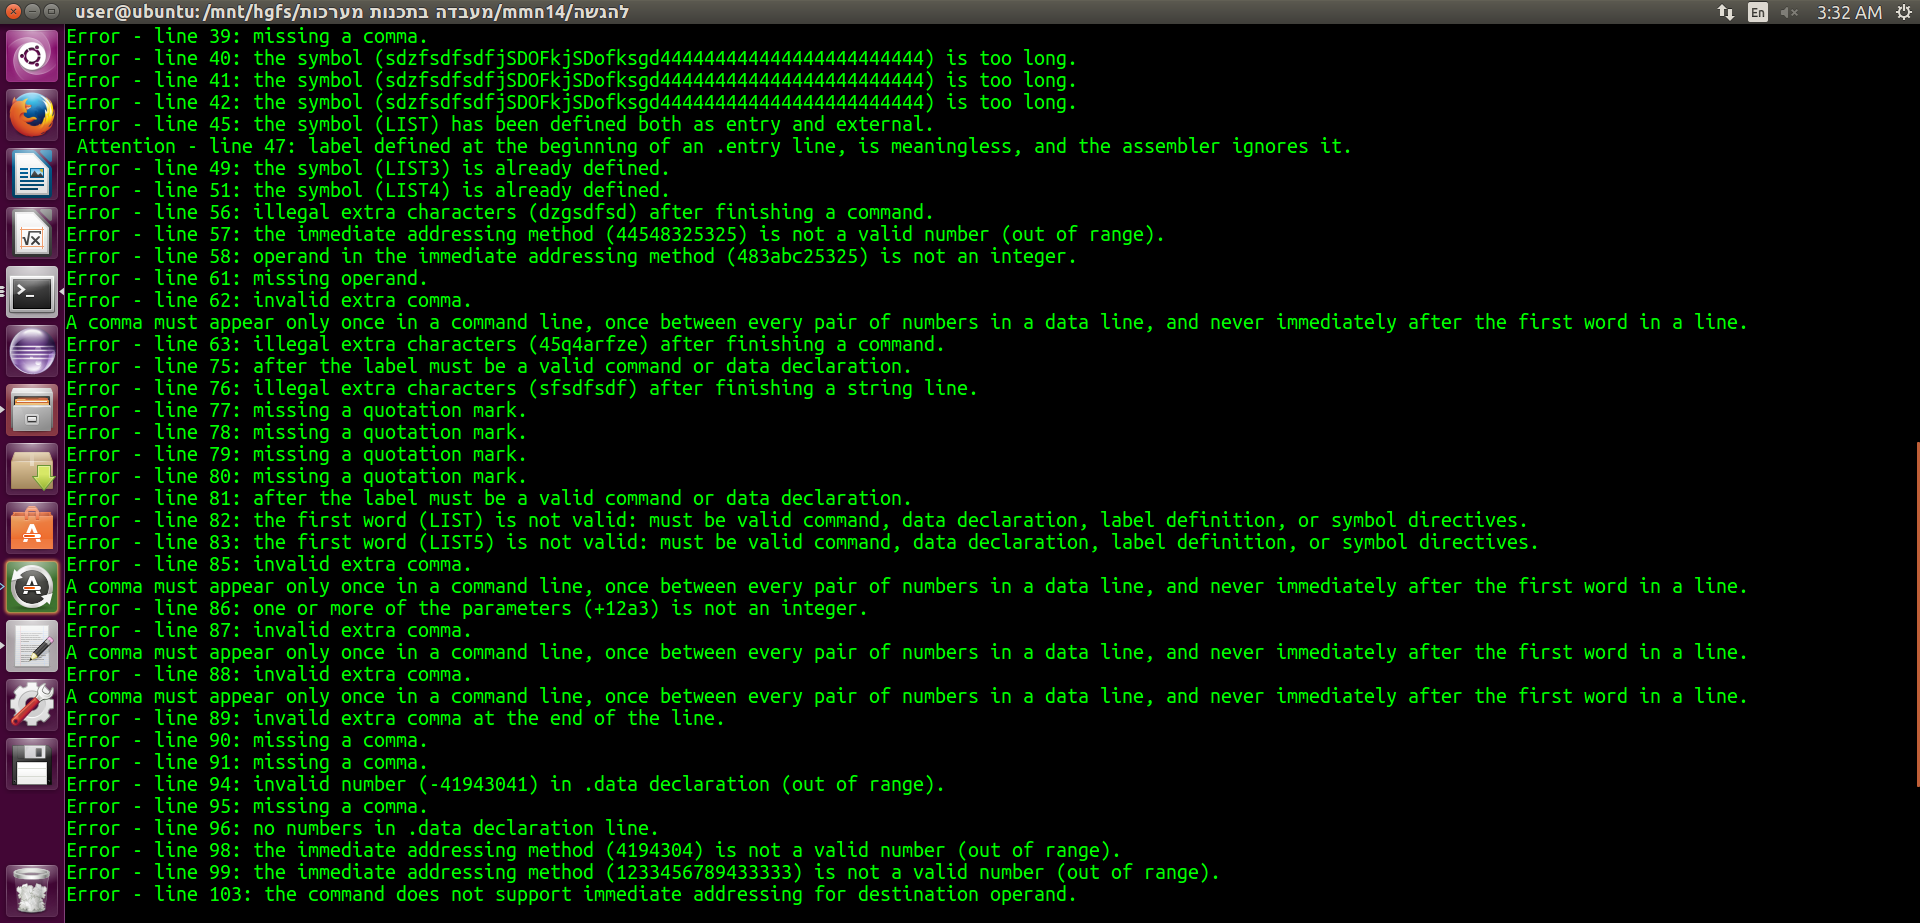 user@ubuntu: /mnt/hgfs/מעבדה בתכנות מערכות/mmn14/להגשה
En
3:32 AM
Error - line 39: missing a comma.
Error - line 40: the symbol (sdzfsdfsdfjSDOFkjSDofksgd444444444444444444444444) is too long.
Error - line 41: the symbol (sdzfsdfsdfjSDOFkjSDofksgd444444444444444444444444) is too long.
Error - line 42: the symbol (sdzfsdfsdfjSDOFkjSDofksgd444444444444444444444444) is too long.
Error - line 45: the symbol (LIST) has been defined both as entry and external.
Attention - line 47: label defined at the beginning of an .entry line, is meaningless, and the assembler ignores it.
Error - line 49: the symbol (LIST3) is already defined.
Error - line 51: the symbol (LIST4) is already defined.
Error - line 56: illegal extra characters (dzgsdfsd) after finishing a command.
Error - line 57: the immediate addressing method (44548325325) is not a valid number (out of range).
Error - line 58: operand in the immediate addressing method (483abc25325) is not an integer.
Error - line 61: missing operand.
Error - line 62: invalid extra comma.
A comma must appear only once in a command line, once between every pair of numbers in a data line, and never immediately after the first word in a line.
Error - line 63: illegal extra characters (45q4arfze) after finishing a command.
Error - line 75: after the label must be a valid command or data declaration.
Error - line 76: illegal extra characters (sfsdfsdf) after finishing a string line.
Error - line 77: missing a quotation mark.
Error - line 78: missing a quotation mark.
Error - line 79: missing a quotation mark.
Error - line 80: missing a quotation mark.
Error - line 81: after the label must be a valid command or data declaration.
Error - line 82: the first word (LIST) is not valid: must be valid command, data declaration, label definition, or symbol directives.
Error - line 83: the first word (LIST5) is not valid: must be valid command, data declaration, label definition, or symbol directives.
Error - line 85: invalid extra comma.
A comma must appear only once in a command line, once between every pair of numbers in a data line, and never immediately after the first word in a line.
Error - line 86: one or more of the parameters (+12a3) is not an integer.
Error - line 87: invalid extra comma.
A comma must appear only once in a command line, once between every pair of numbers in a data line, and never immediately after the first word in a line.
Error - line 88: invalid extra comma.
A comma must appear only once in a command line, once between every pair of numbers in a data line, and never immediately after the first word in a line.
Error - line 89: invaild extra comma at the end of the line.
Error - line 90: missing a comma.
Error - line 91: missing a comma.
Error - line 94: invalid number (-41943041) in .data declaration (out of range).
Error - line 95: missing a comma.
Error - line 96: no numbers in .data declaration line.
Error - line 98: the immediate addressing method (4194304) is not a valid number (out of range).
Error - line 99: the immediate addressing method (1233456789433333) is not a valid number (out of range).
Error - line 103: the command does not support immediate addressing for destination operand.